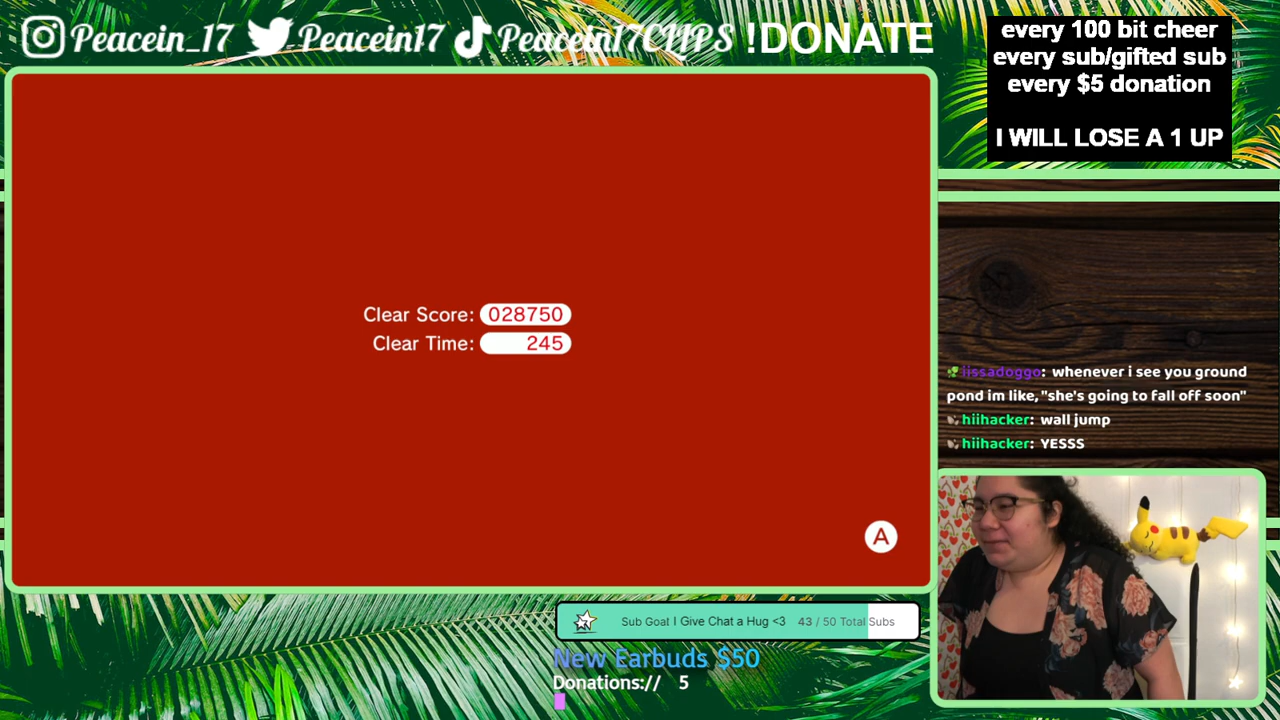 Peacein_17 Peacein17 Peacein17ClIPS !DONATE
every 100 bit cheer
every sub/gifted sub
every $5 donation
I WILL LOSE A 1 UP
Clear Score: 028750
Clear Time: 245
A
lissadoggo: whenever i see you ground
pond im like, "she's going to fall off soon"
hiihacker: wall jump
hiihacker: YESSS
Sub Goal I Give Chat a Hug <3 43 / 50 Total Subs
New Earbuds $50
Donations:// 5